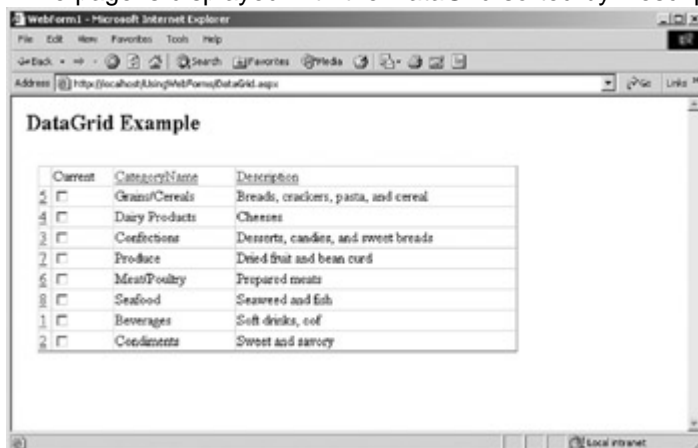 WebForm1 - Microsoft Internet Explorer
File Edit View Favorites Tools Help
Back Search Favorites Media
Address http://localhost/UsingWebForms/DataGrid.aspx Go Links
DataGrid Example
Current CategoryName Description
5 Grains/Cereals Breads, crackers, pasta, and cereal
4 Dairy Products Cheeses
3 Confections Desserts, candies, and sweet breads
7 Produce Dried fruit and bean curd
6 Meat/Poultry Prepared meats
8 Seafood Seaweed and fish
1 Beverages Soft drinks, cof
2 Condiments Sweet and savory
Local intranet